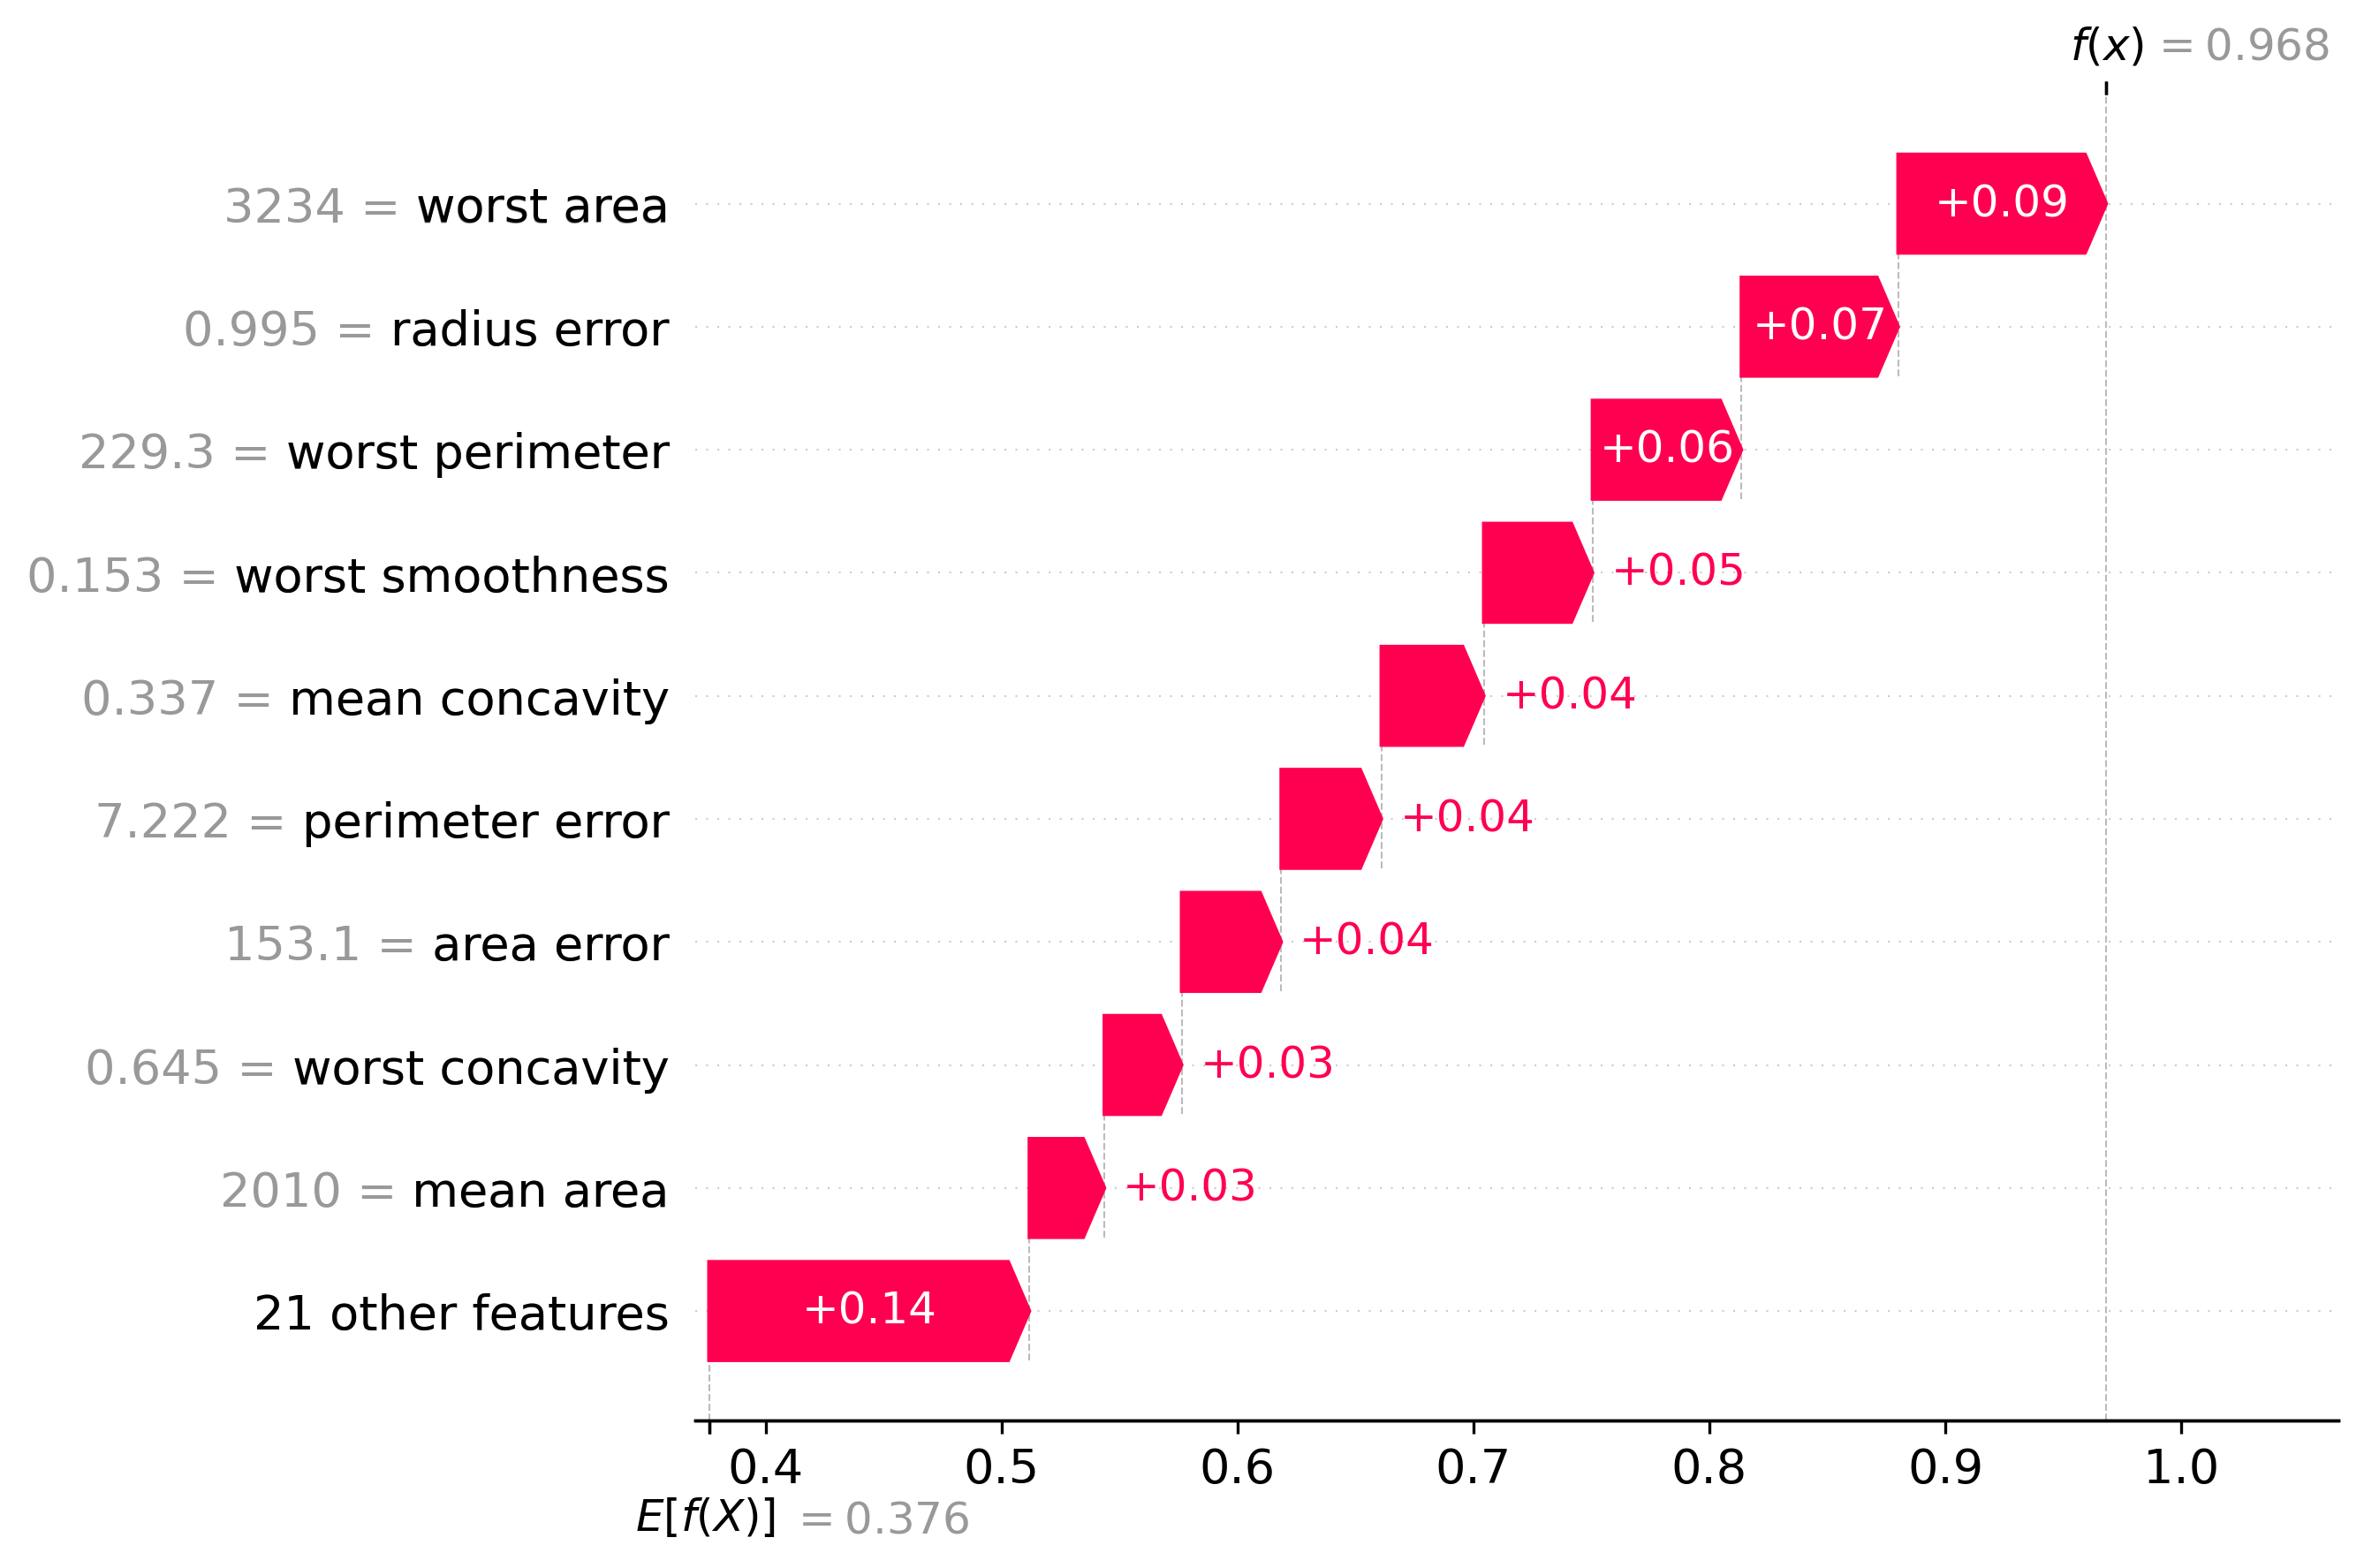 f(x) = 0.968
3234 = worst area +0.09
0.995 = radius error +0.07
229.3 = worst perimeter +0.06
0.153 = worst smoothness +0.05
0.337 = mean concavity +0.04
7.222 = perimeter error +0.04
153.1 = area error +0.04
0.645 = worst concavity +0.03
2010 = mean area +0.03
21 other features +0.14
0.4 0.5 0.6 0.7 0.8 0.9 1.0
E[f(X)] = 0.376